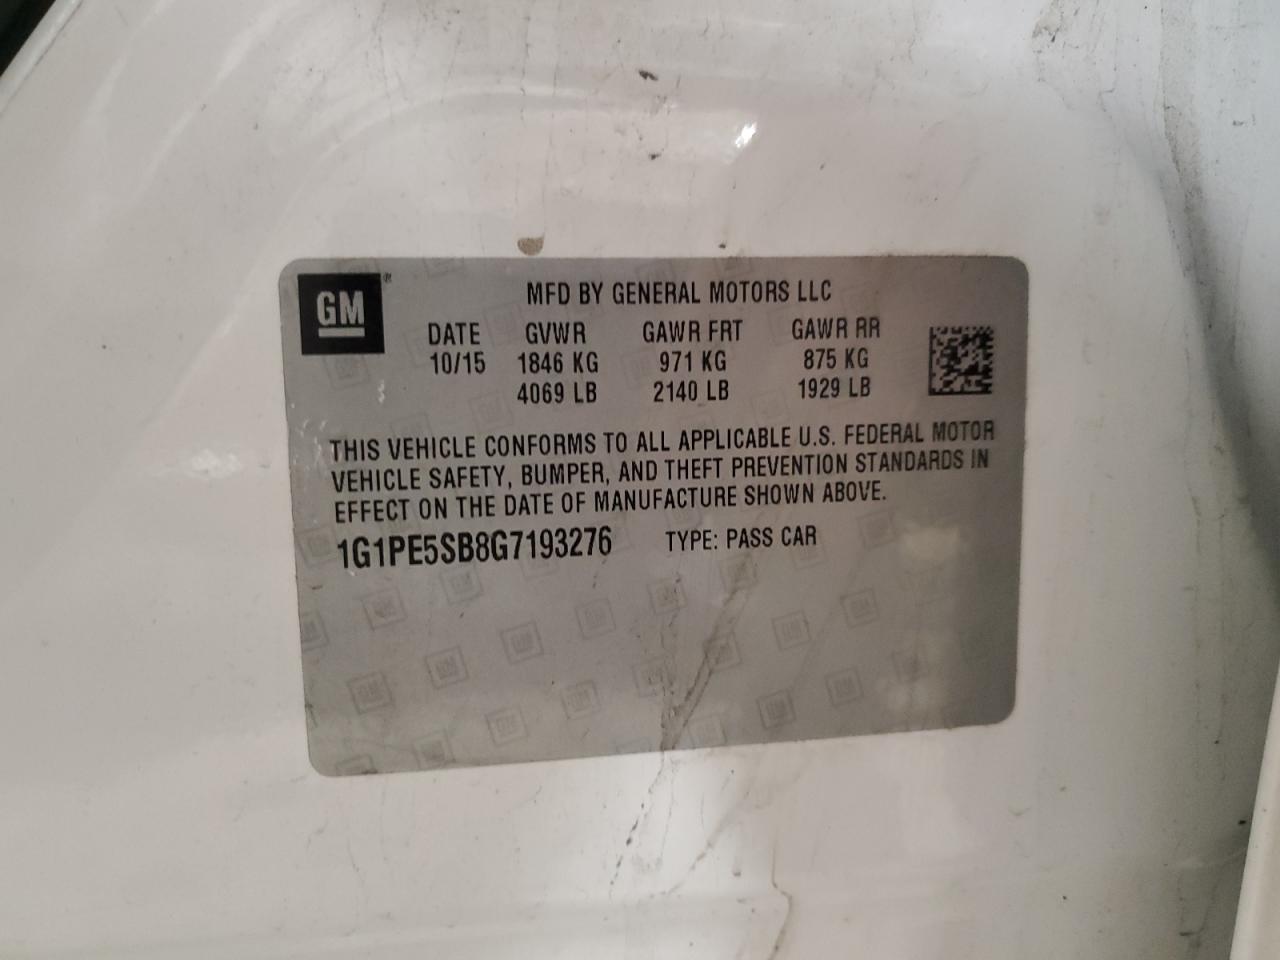 GM®
MFD BY GENERAL MOTORS LLC
DATE GVWR GAWR FRT GAWR RR
10/15 1846 KG 971 KG 875 KG
4069 LB 2140 LB 1929 LB
THIS VEHICLE CONFORMS TO ALL APPLICABLE U.S. FEDERAL MOTOR
VEHICLE SAFETY, BUMPER, AND THEFT PREVENTION STANDARDS IN
EFFECT ON THE DATE OF MANUFACTURE SHOWN ABOVE.
1G1PE5SB8G7193276 TYPE: PASS CAR